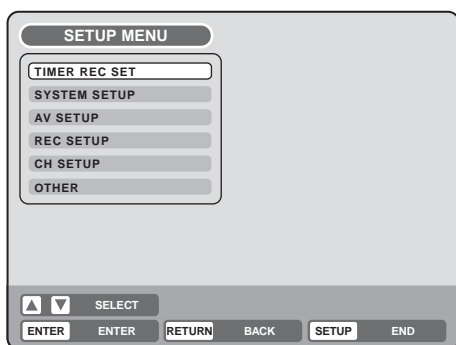 SETUP MENU
TIMER REC SET
SYSTEM SETUP
AV SETUP
REC SETUP
CH SETUP
OTHER
▲ ▼ SELECT
ENTER ENTER RETURN BACK SETUP END